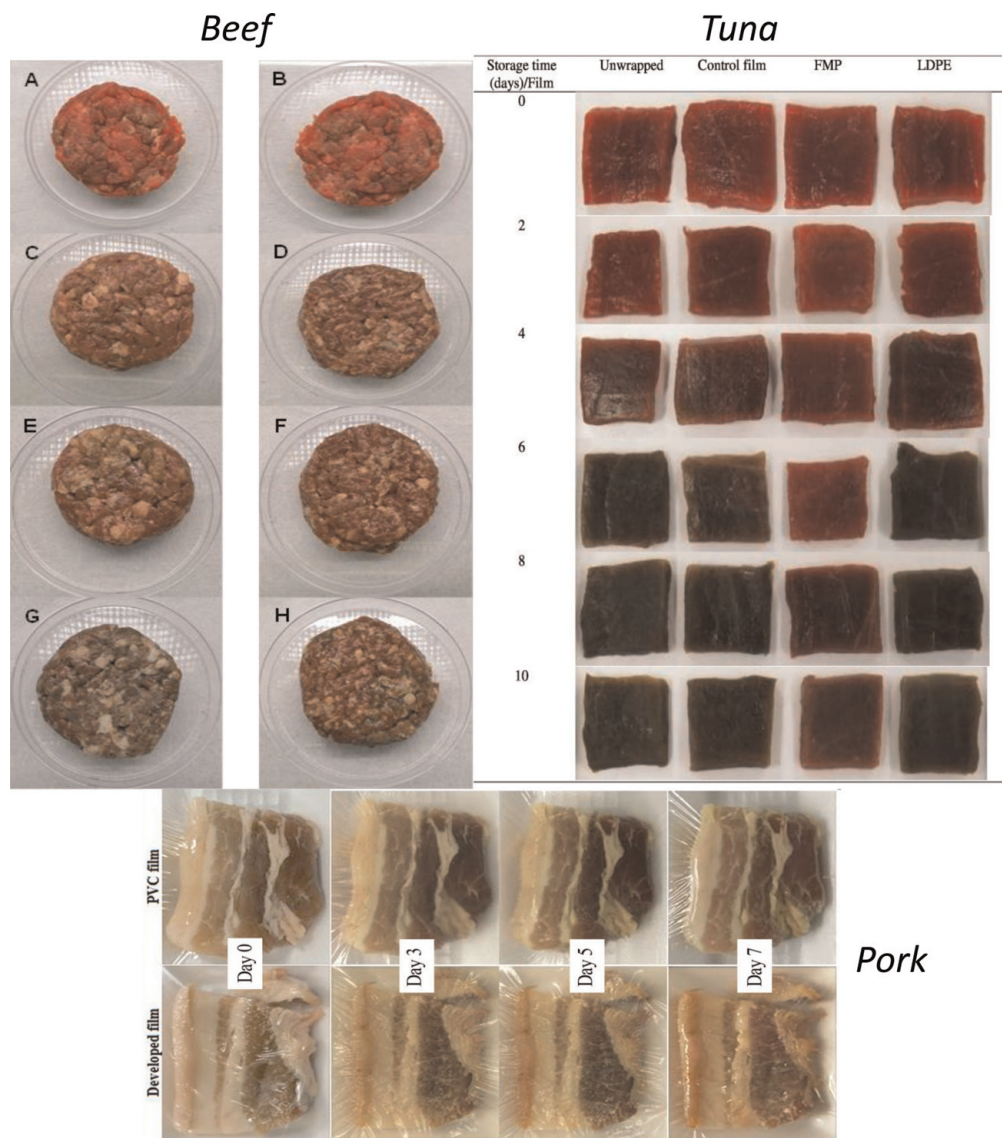 Beef
Tuna
A
B
C
D
E
F
G
H
Storage time
(days)/Film
Unwrapped
Control film
FMP
LDPE
0
2
4
6
8
10
PVC film
Developed film
Day 0
Day 3
Day 5
Day 7
Pork